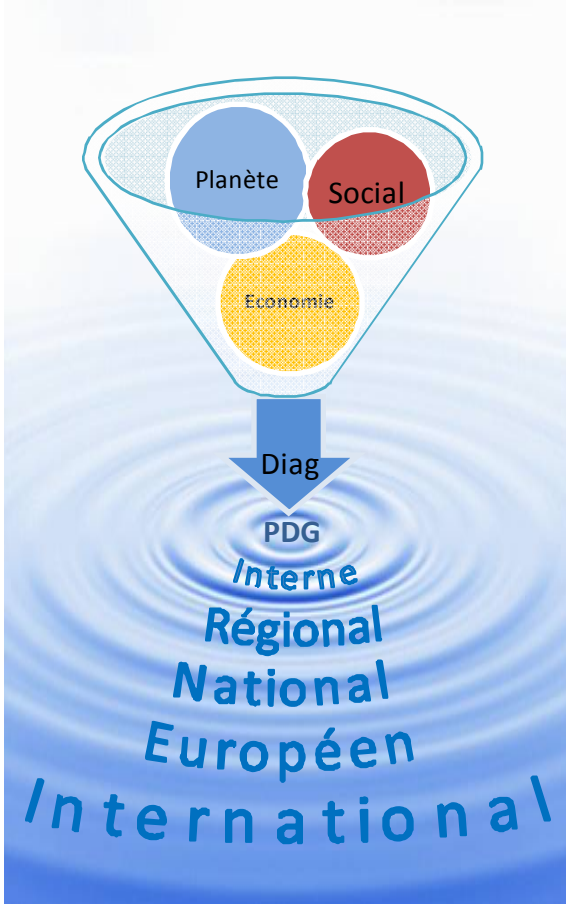 Planète
Social
Economie
Diag
PDG
Interne
Régional
National
Européen
International